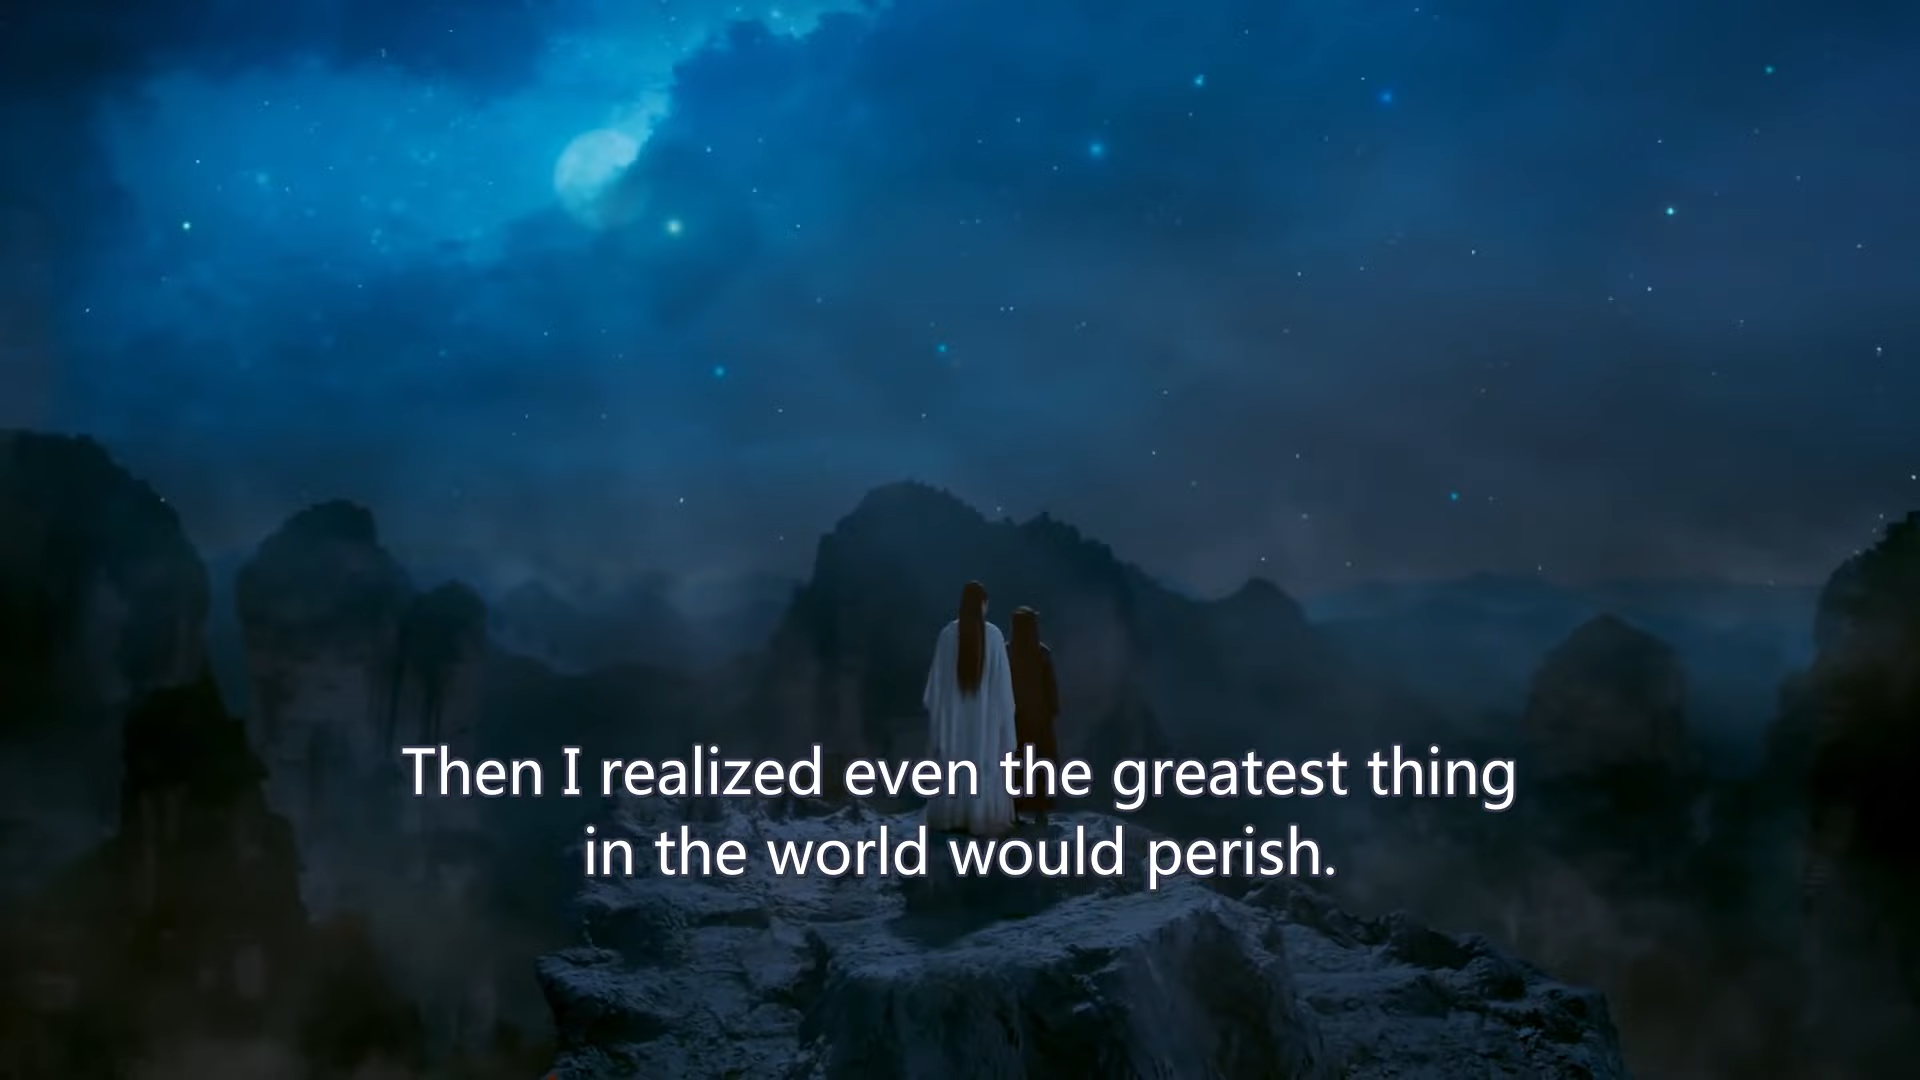 Then I realized even the greatest thing
in the world would perish.